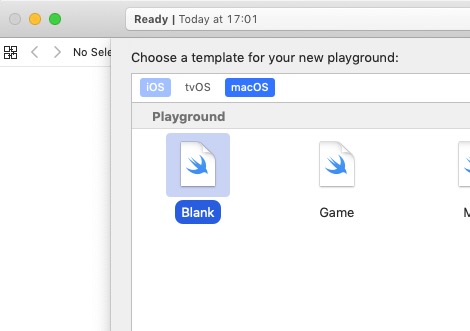 Ready | Today at 17:01
No Sele
Choose a template for your new playground:
iOS tvOS macOS
Playground
Blank Game M